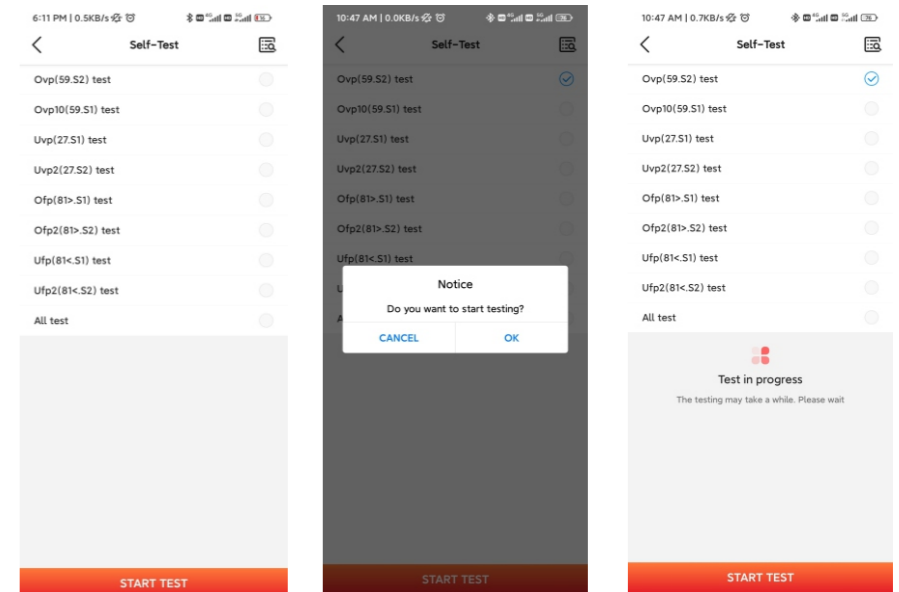 6:11 PM | 0.5KB/s
Self-Test
Ovp(59.S2) test
Ovp10(59.S1) test
Uvp(27.S1) test
Uvp2(27.S2) test
Ofp(81>.S1) test
Ofp2(81>.S2) test
Ufp(81<.S1) test
Ufp2(81<.S2) test
All test
START TEST
10:47 AM | 0.0KB/s
Self-Test
Ovp(59.S2) test
Ovp10(59.S1) test
Uvp(27.S1) test
Uvp2(27.S2) test
Ofp(81>.S1) test
Ofp2(81>.S2) test
Ufp(81<.S1) test
Notice
Do you want to start testing?
CANCEL OK
START TEST
10:47 AM | 0.7KB/s
Self-Test
Ovp(59.S2) test
Ovp10(59.S1) test
Uvp(27.S1) test
Uvp2(27.S2) test
Ofp(81>.S1) test
Ofp2(81>.S2) test
Ufp(81<.S1) test
Ufp2(81<.S2) test
All test
Test in progress
The testing may take a while. Please wait
START TEST